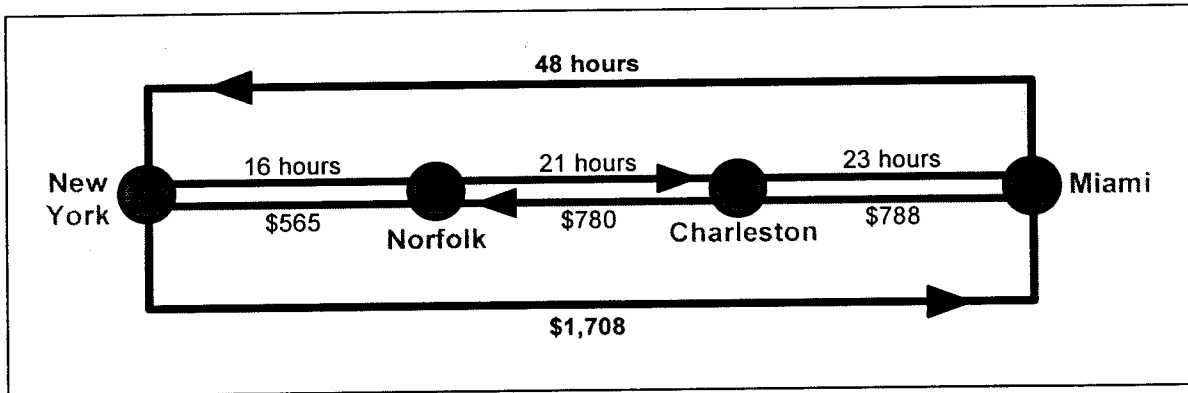 48 hours
16 hours
21 hours
23 hours
New
York
Miami
$565
Norfolk
$780
Charleston
$788
$1,708